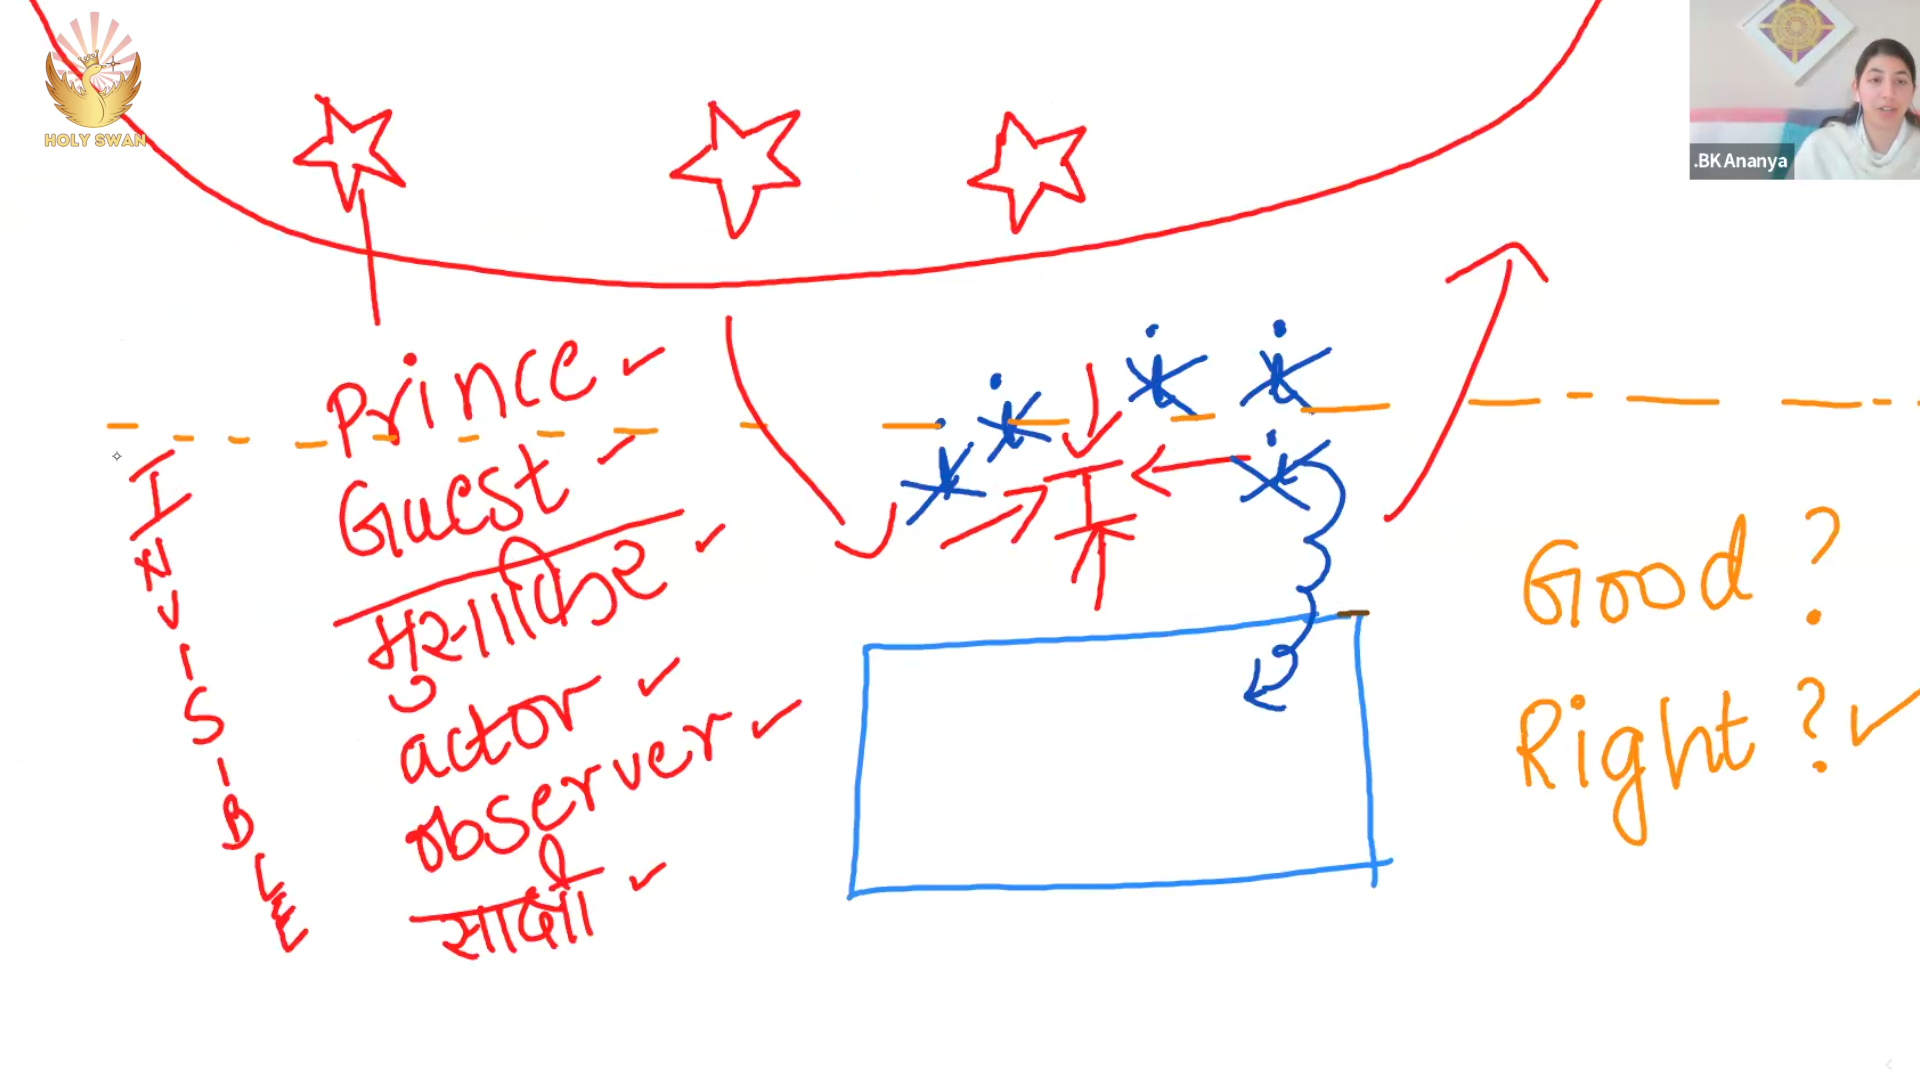 HOLY SWAN
.BK Ananya
Prince
Guest
मुसाफिर
actor
observer
साक्षी
INVISIBLE
I
Good ?
Right ?